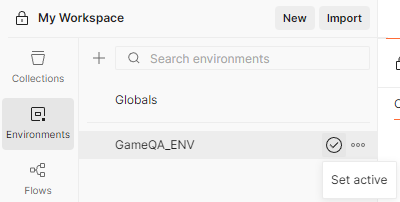 My Workspace
New
Import
Collections
Search environments
Globals
Environments
GameQA_ENV
Set active
Flows